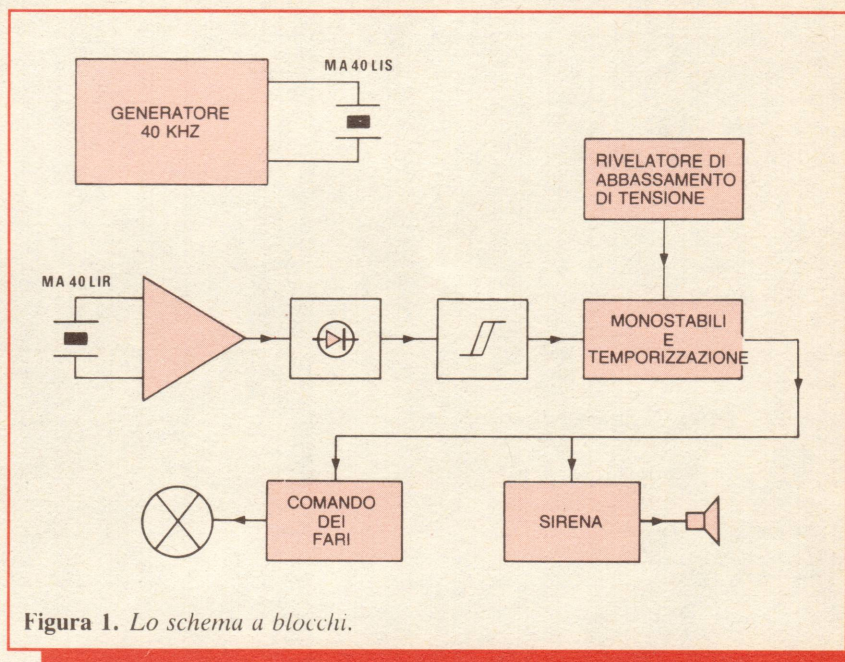 MA 40 LIS
GENERATORE
40 KHZ
RIVELATORE DI
ABBASSAMENTO
DI TENSIONE
MA 40 LIR
MONOSTABILI
E
TEMPORIZZAZIONE
COMANDO
DEI
FARI
SIRENA
Figura 1. Lo schema a blocchi.